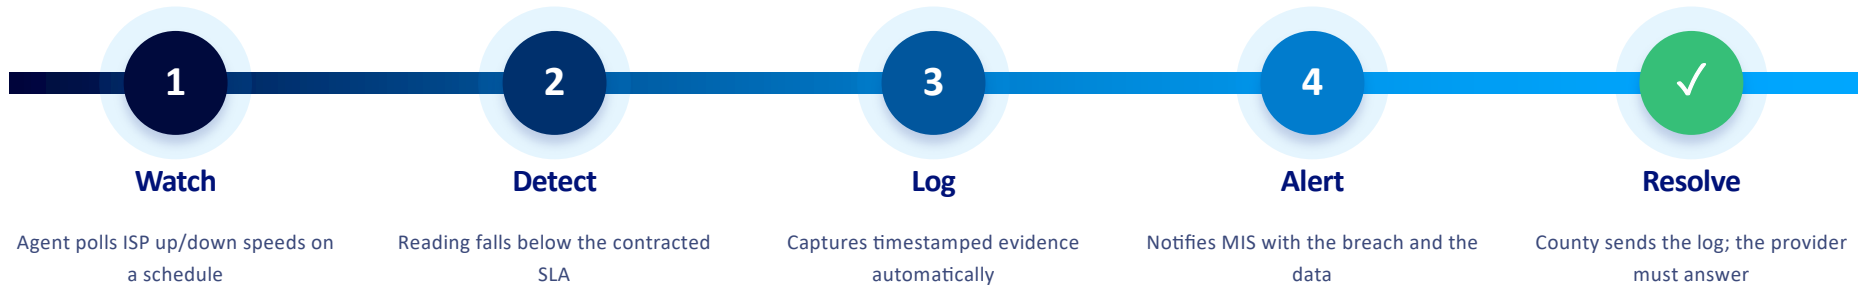 1
2
3
4
✓
Watch
Detect
Log
Alert
Resolve
Agent polls ISP up/down speeds on
a schedule
Reading falls below the contracted
SLA
Captures timestamped evidence
automatically
Notifies MIS with the breach and the
data
County sends the log; the provider
must answer